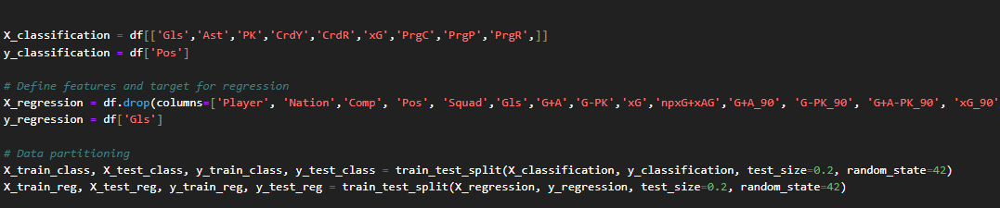 X_classification = df[['Gls','Ast','PK','CrdY','CrdR','xG','PrgC','PrgP','PrgR',]]
y_classification = df['Pos']
# Define features and target for regression
X_regression = df.drop(columns=['Player', 'Nation','Comp', 'Pos', 'Squad','Gls','G+A','G-PK','xG','npxG+xAG','G+A_90', 'G-PK_90', 'G+A-PK_90', 'xG_90'
y_regression = df['Gls']
# Data partitioning
X_train_class, X_test_class, y_train_class, y_test_class = train_test_split(X_classification, y_classification, test_size=0.2, random_state=42)
X_train_reg, X_test_reg, y_train_reg, y_test_reg = train_test_split(X_regression, y_regression, test_size=0.2, random_state=42)